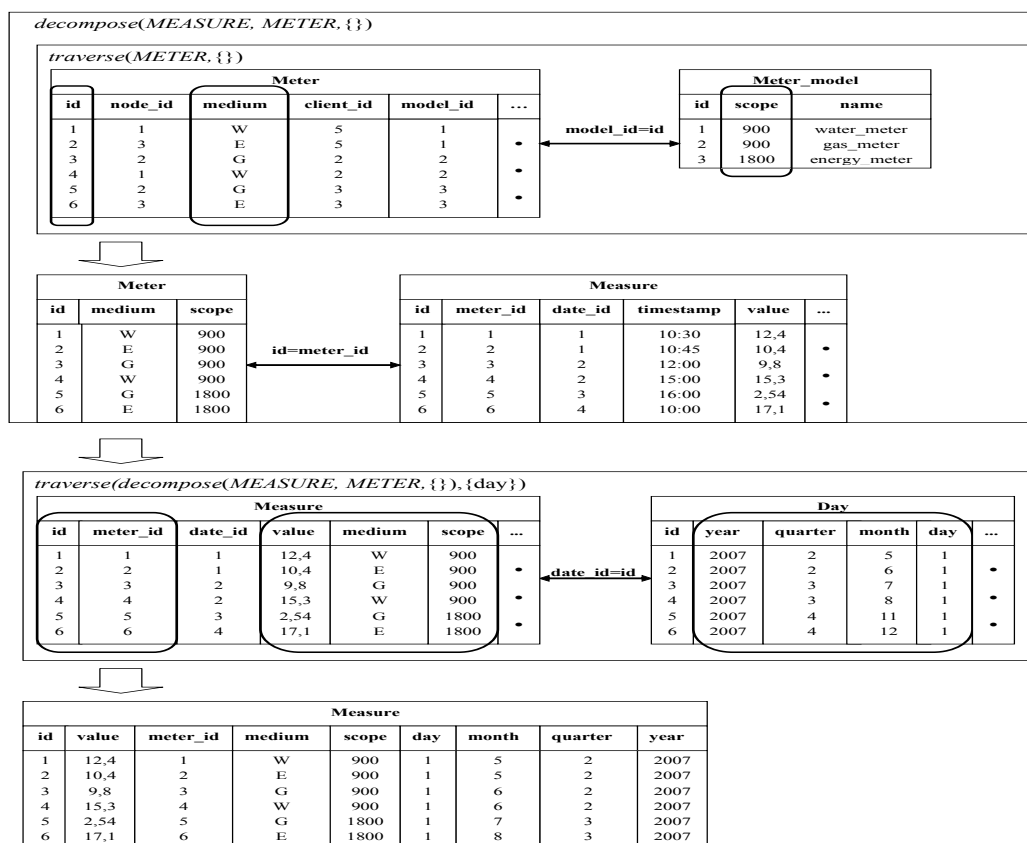 decompose(MEASURE, METER,{})
traverse(METER,{})
Meter
id node_id medium client_id model_id ...
1 1 W 5 1
2 3 E 5 1 •
3 2 G 2 2
4 1 W 2 2 •
5 2 G 3 3
6 3 E 3 3 •
model_id=id
Meter_model
id scope name
1 900 water_meter
2 900 gas_meter
3 1800 energy_meter
Meter
id medium scope
1 W 900
2 E 900
3 G 900
4 W 900
5 G 1800
6 E 1800
id=meter_id
Measure
id meter_id date_id timestamp value ...
1 1 1 10:30 12,4
2 2 1 10:45 10,4 •
3 3 2 12:00 9,8
4 4 2 15:00 15,3 •
5 5 3 16:00 2,54
6 6 4 10:00 17,1 •
traverse(decompose(MEASURE, METER,{}),{day})
Measure
id meter_id date_id value medium scope ...
1 1 1 12,4 W 900
2 2 1 10,4 E 900 •
3 3 2 9,8 G 900
4 4 2 15,3 W 900 •
5 5 3 2,54 G 1800
6 6 4 17,1 E 1800 •
date_id=id
Day
id year quarter month day ...
1 2007 2 5 1
2 2007 2 6 1 •
3 2007 3 7 1
4 2007 3 8 1 •
5 2007 4 11 1
6 2007 4 12 1 •
Measure
id value meter_id medium scope day month quarter year
1 12,4 1 W 900 1 5 2 2007
2 10,4 2 E 900 1 5 2 2007
3 9,8 3 G 900 1 6 2 2007
4 15,3 4 W 900 1 6 2 2007
5 2,54 5 G 1800 1 7 3 2007
6 17,1 6 E 1800 1 8 3 2007